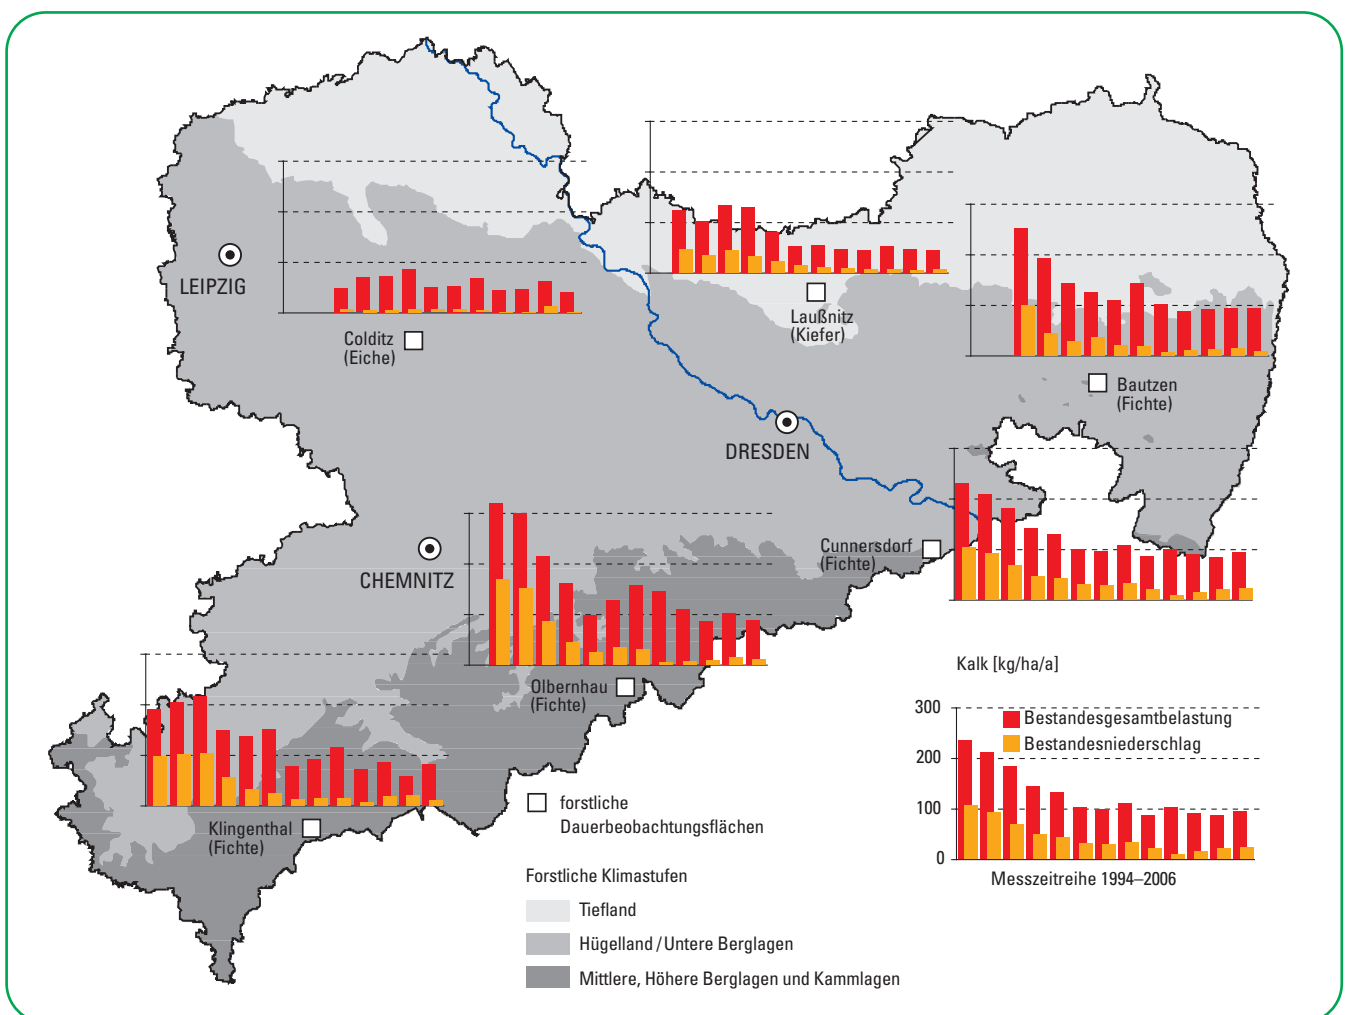 LEIPZIG
Colditz
(Eiche)
Laußnitz
(Kiefer)
Bautzen
(Fichte)
DRESDEN
CHEMNITZ
Cunnersdorf
(Fichte)
Olbernhau
(Fichte)
Klingenthal
(Fichte)
forstliche
Dauerbeobachtungsflächen
Forstliche Klimastufen
Tiefland
Hügelland/Untere Berglagen
Mittlere, Höhere Berglagen und Kammlagen
Kalk [kg/ha/a]
300
200
100
0
Bestandesgesamtbelastung
Bestandesniederschlag
Messzeitreihe 1994–2006